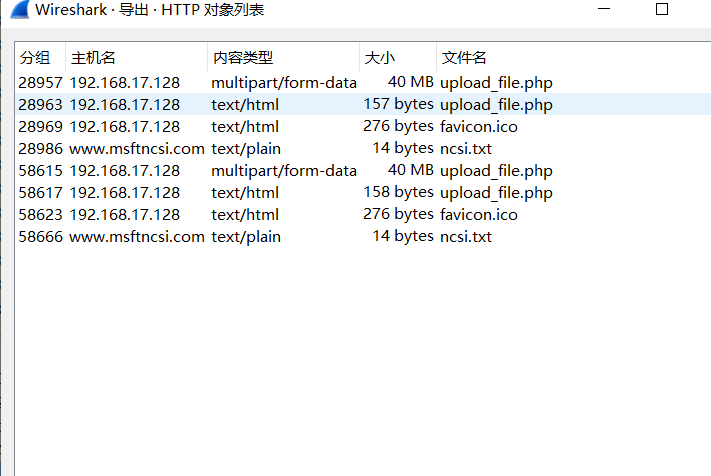 Wireshark · 导出 · HTTP 对象列表
分组 主机名 内容类型 大小 文件名
28957 192.168.17.128 multipart/form-data 40 MB upload_file.php
28963 192.168.17.128 text/html 157 bytes upload_file.php
28969 192.168.17.128 text/html 276 bytes favicon.ico
28986 www.msftncsi.com text/plain 14 bytes ncsi.txt
58615 192.168.17.128 multipart/form-data 40 MB upload_file.php
58617 192.168.17.128 text/html 158 bytes upload_file.php
58623 192.168.17.128 text/html 276 bytes favicon.ico
58666 www.msftncsi.com text/plain 14 bytes ncsi.txt